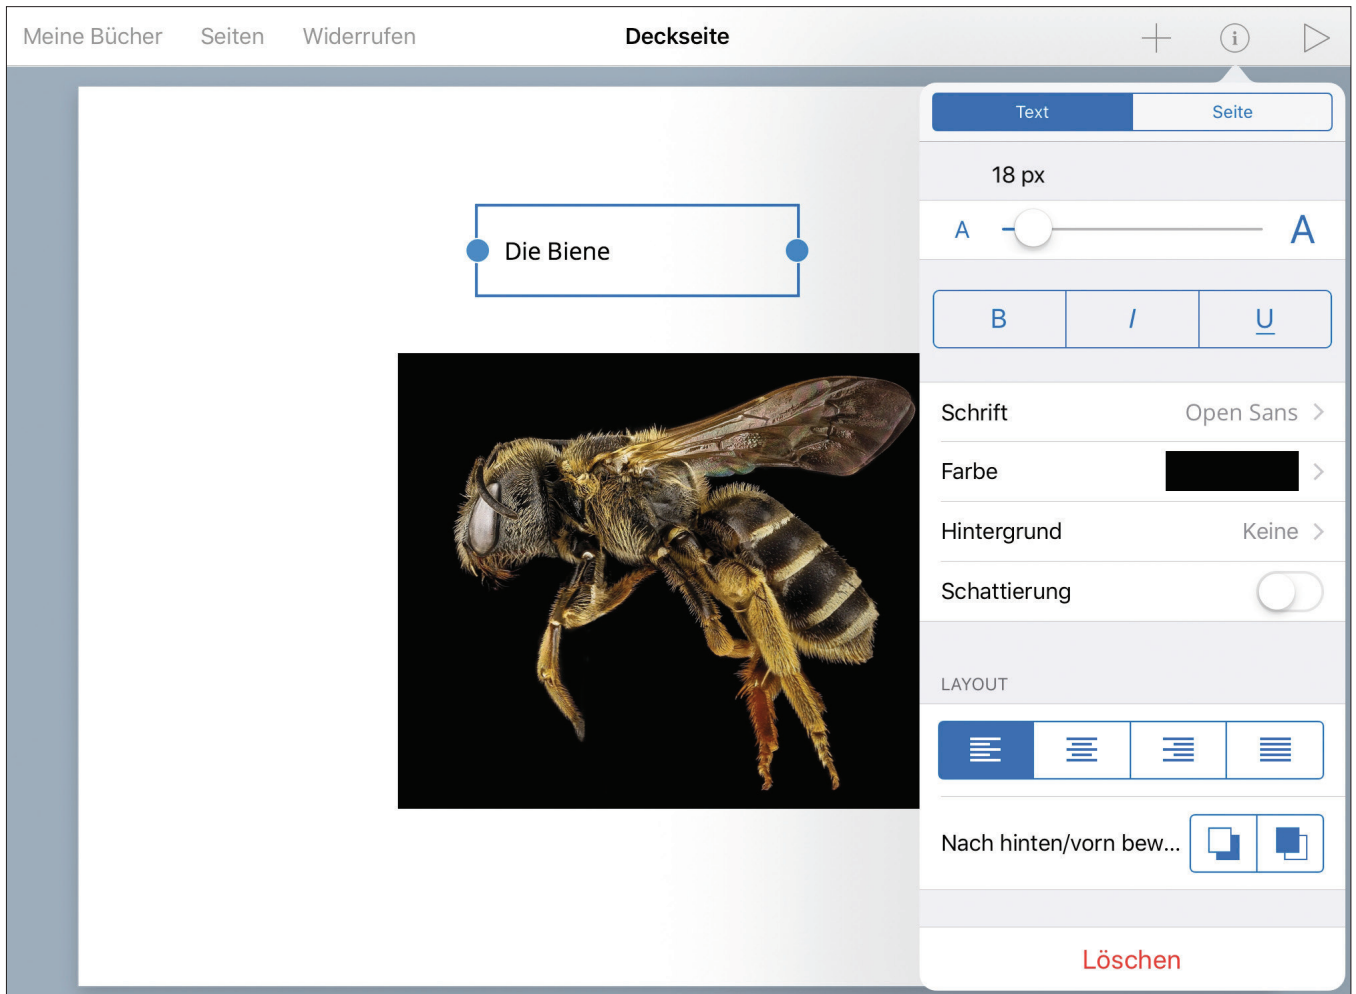 Meine Bücher Seiten Widerrufen Deckseite
Text Seite
18 px
A A
Die Biene
B I U
Schrift Open Sans
Farbe
Hintergrund Keine
Schattierung
LAYOUT
Nach hinten/vorn bew...
Löschen